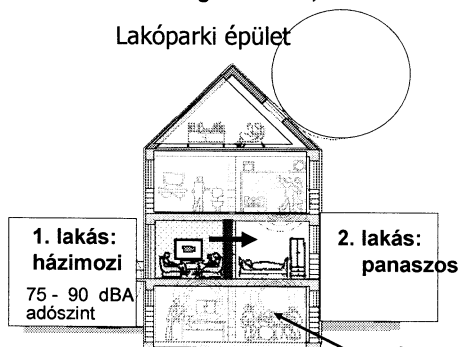 Lakóparki épület
1. lakás:
házimozi
75 - 90 dBA
adószint
2. lakás:
panaszos